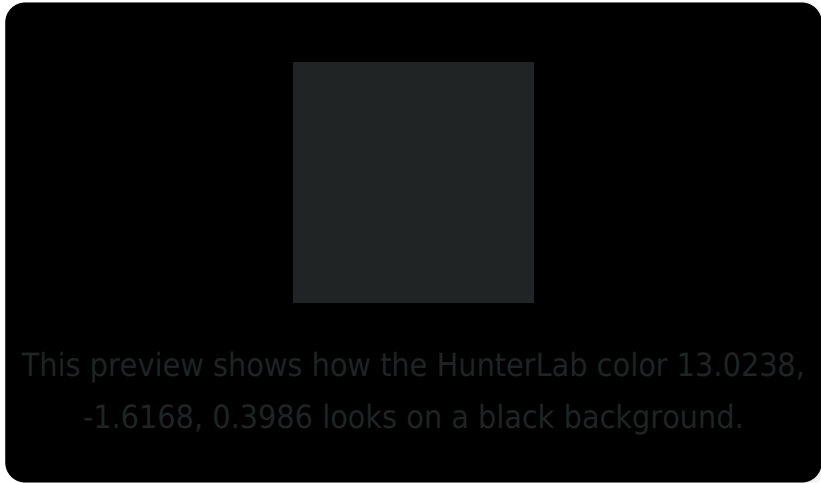 This preview shows how the HunterLab color 13.0238,
-1.6168, 0.3986 looks on a black background.